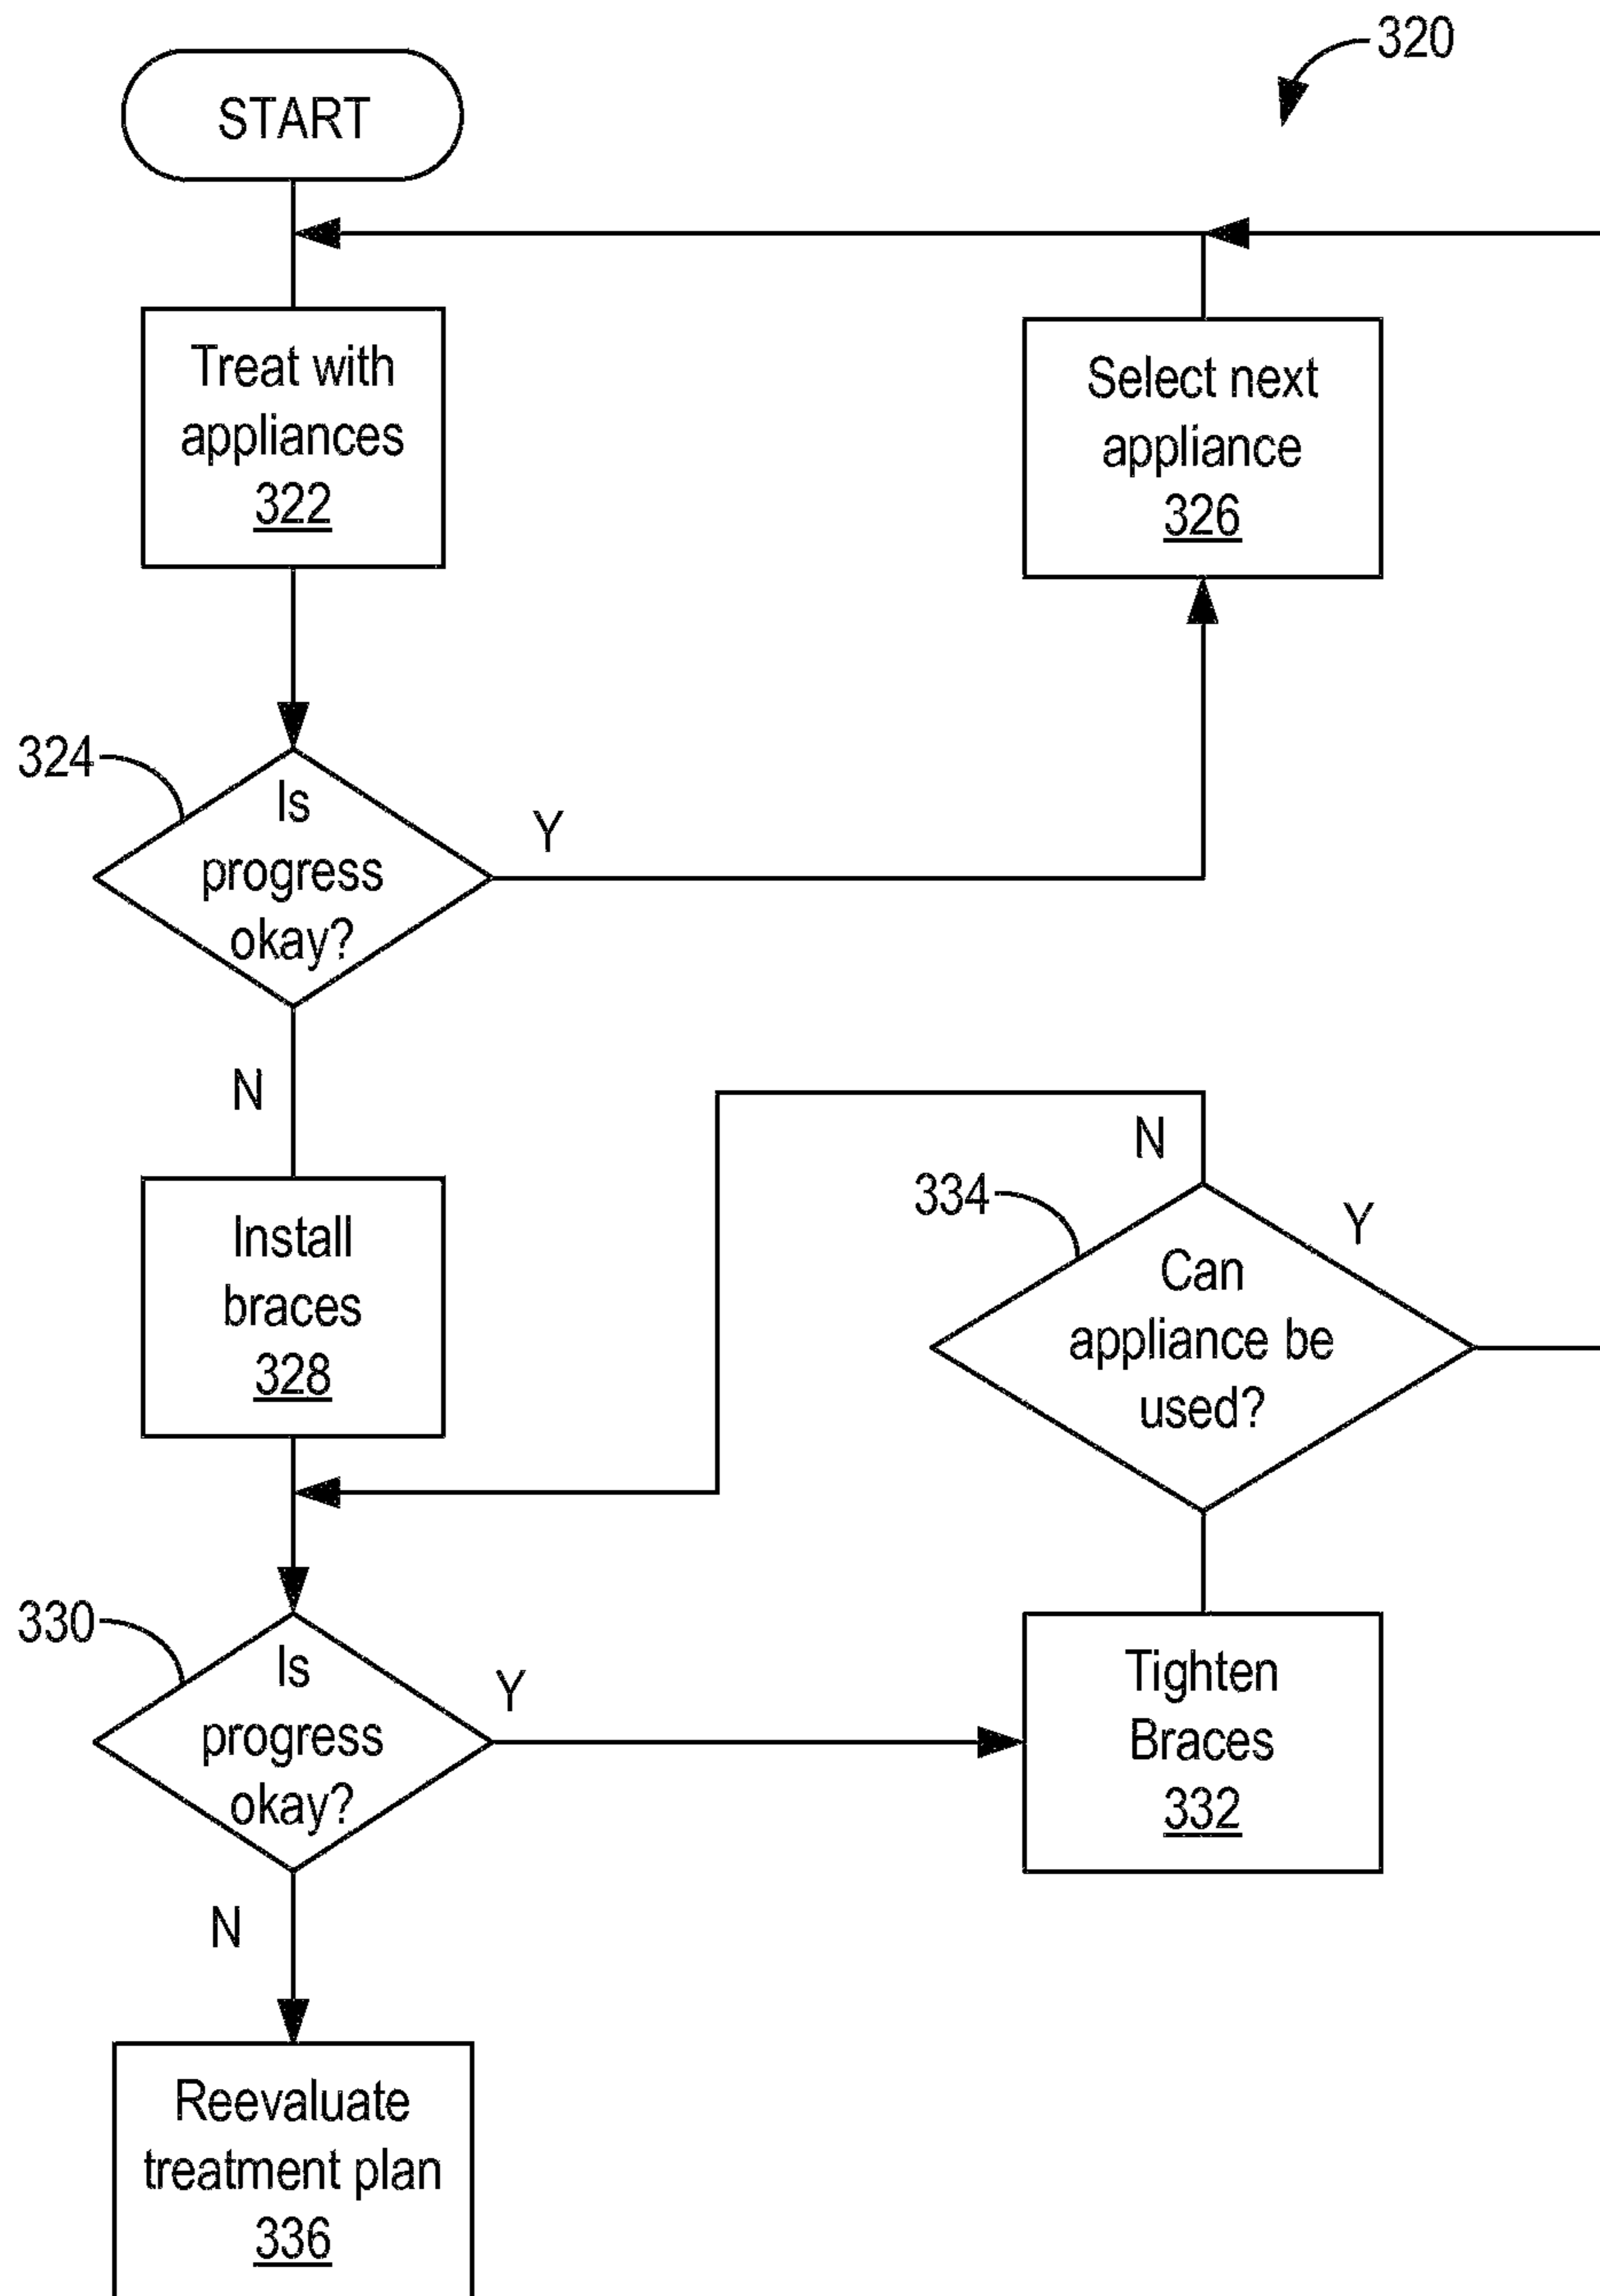 320
START
Treat with
appliances
322
Select next
appliance
326
324
Is
progress
okay?
Y
N
Install
braces
328
334
N
Y
Can
appliance be
used?
330
Is
progress
okay?
Y
Tighten
Braces
332
N
Reevaluate
treatment plan
336